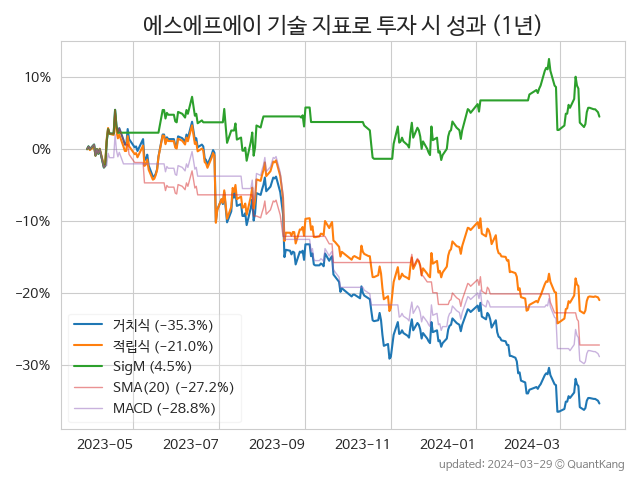 에스에프에이 기술 지표로 투자 시 성과 (1년)
10%
0%
−10%
−20%
−30%
거치식 (−35.3%)
적립식 (−21.0%)
SigM (4.5%)
SMA(20) (−27.2%)
MACD (−28.8%)
2023-05
2023-07
2023-09
2023-11
2024-01
2024-03
updated: 2024-03-29 © QuantKang